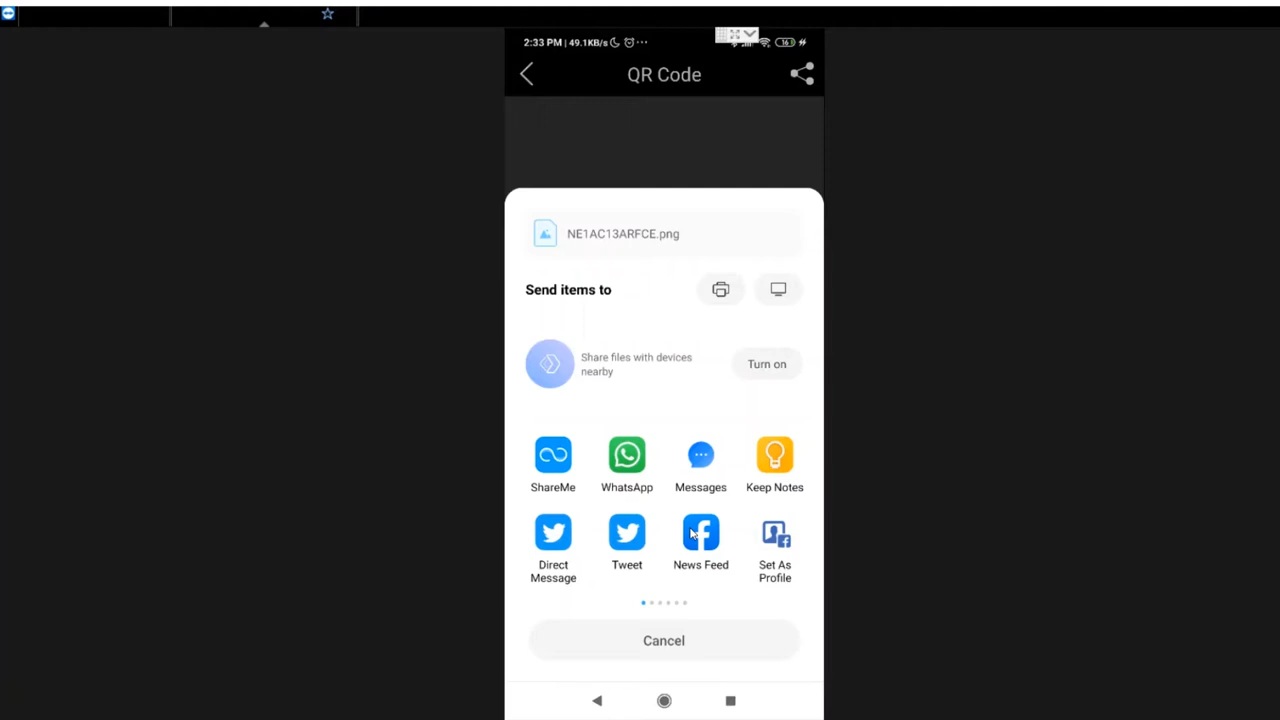 2:33 PM | 49.1KB/s
QR Code
NE1AC13ARFCE.png
Send items to
Share files with devices
nearby
Turn on
ShareMe
WhatsApp
Messages
Keep Notes
Direct
Message
Tweet
News Feed
Set As
Profile
Cancel